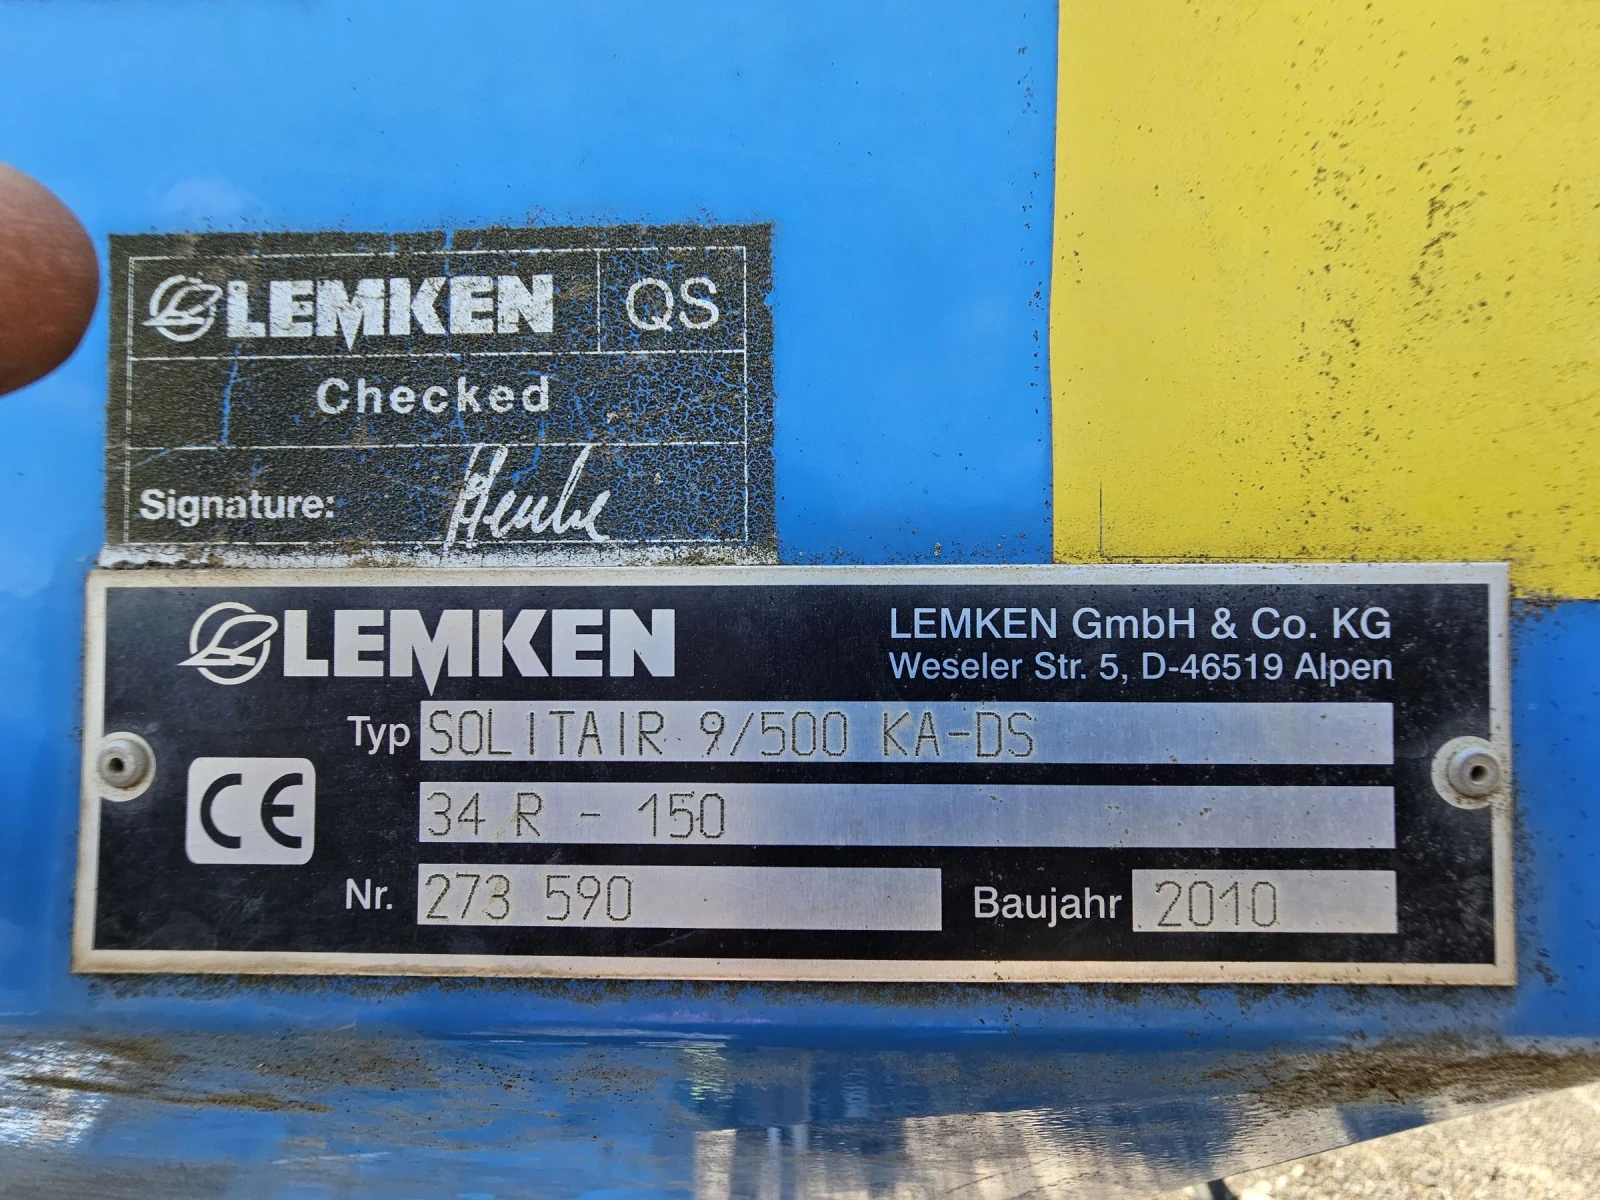 LEMKEN QS
Checked
Signature:
LEMKEN
LEMKEN GmbH & Co. KG
Weseler Str. 5, D-46519 Alpen
Typ SOLITAIR 9/500 KA-DS
CE
34 R - 150
Nr. 273 590 Baujahr 2010